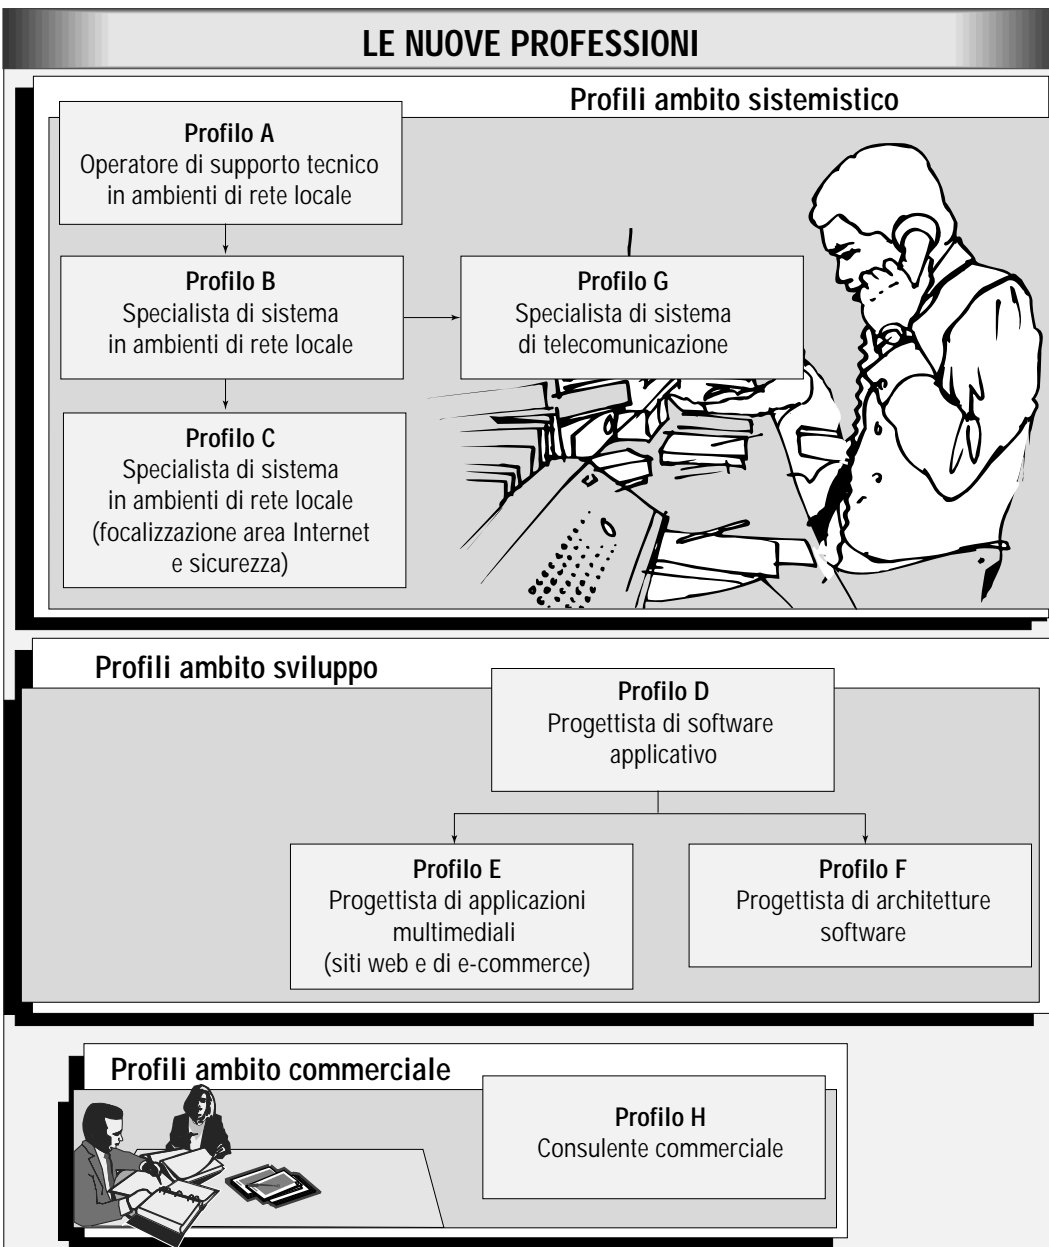 LE NUOVE PROFESSIONI
Profili ambito sistemistico
Profilo A
Operatore di supporto tecnico
in ambienti di rete locale
Profilo B
Specialista di sistema
in ambienti di rete locale
Profilo G
Specialista di sistema
di telecomunicazione
Profilo C
Specialista di sistema
in ambienti di rete locale
(focalizzazione area Internet
e sicurezza)
Profili ambito sviluppo
Profilo D
Progettista di software
applicativo
Profilo E
Progettista di applicazioni
multimediali
(siti web e di e-commerce)
Profilo F
Progettista di architetture
software
Profili ambito commerciale
Profilo H
Consulente commerciale